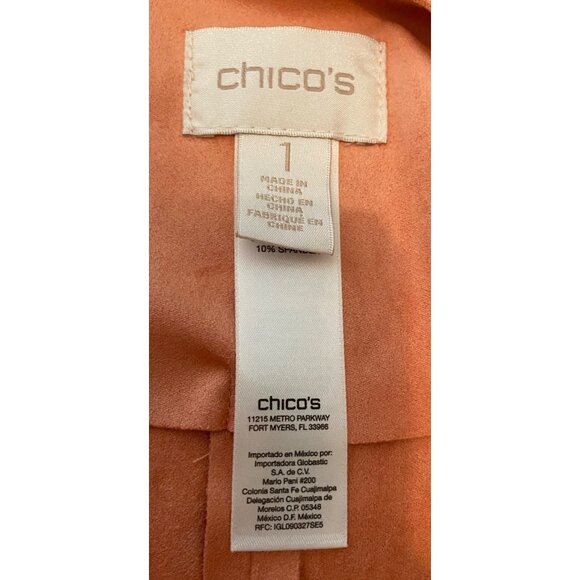 chico's
1
MADE IN
CHINA
HECHO EN
CHINA
FABRIQUÉ EN
CHINE
10%
chico's
11215 METRO PARKWAY
FORT MYERS, FL 33966
Importado en México por:
Importadora Globastic
S.A. de C.V.
Mario Pani #200
Colonia Santa Fe Cuajimalpa
Delegación Cuajimalpa de
Morelos C.P. 05348
México D.F. México
RFC: IGL090327SE5